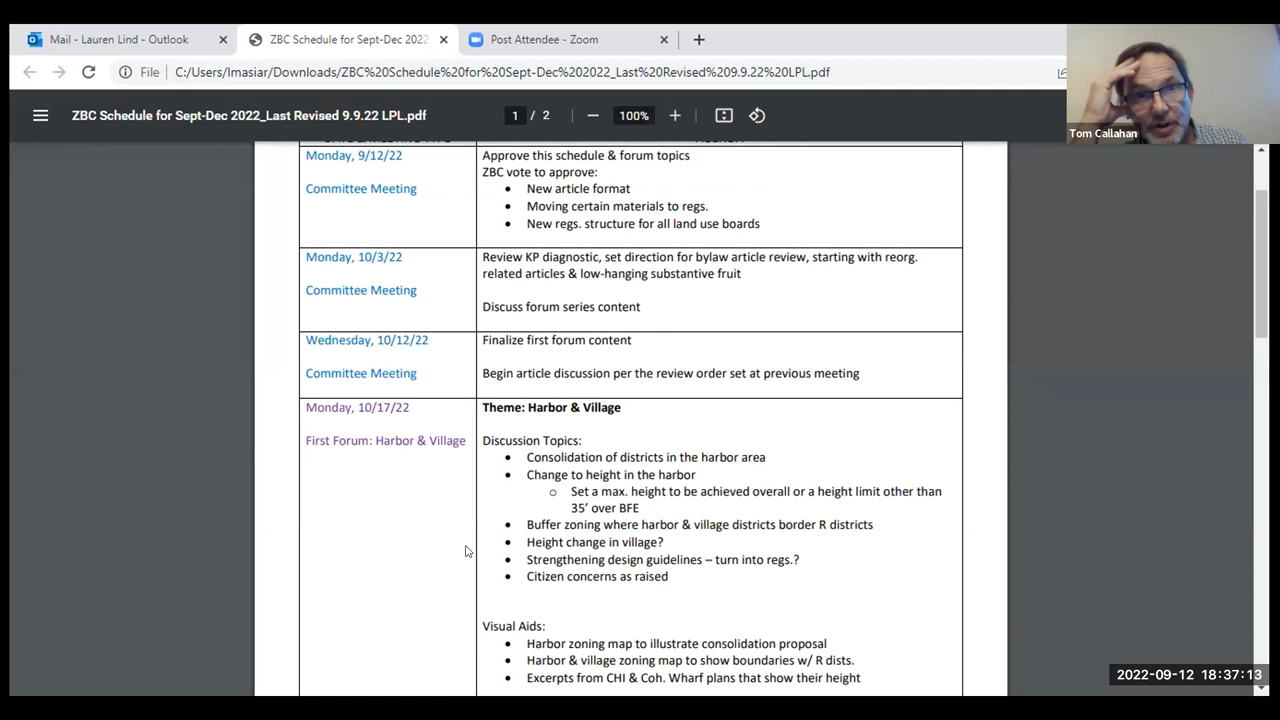 Mail - Lauren Lind - Outlook
ZBC Schedule for Sept-Dec 2022
Post Attendee - Zoom
File
C:/Users/lmasiar/Downloads/ZBC%20Schedule%20for%20Sept-Dec%202022_Last%20Revised%209.9.22%20LPL.pdf
ZBC Schedule for Sept-Dec 2022_Last Revised 9.9.22 LPL.pdf
1 / 2
100%
Tom Callahan
Monday, 9/12/22
Committee Meeting
Approve this schedule & forum topics
ZBC vote to approve:
• New article format
• Moving certain materials to regs.
• New regs. structure for all land use boards
Monday, 10/3/22
Committee Meeting
Review KP diagnostic, set direction for bylaw article review, starting with reorg.
related articles & low-hanging substantive fruit
Discuss forum series content
Wednesday, 10/12/22
Committee Meeting
Finalize first forum content
Begin article discussion per the review order set at previous meeting
Monday, 10/17/22
First Forum: Harbor & Village
Theme: Harbor & Village
Discussion Topics:
• Consolidation of districts in the harbor area
• Change to height in the harbor
o Set a max. height to be achieved overall or a height limit other than
35’ over BFE
• Buffer zoning where harbor & village districts border R districts
• Height change in village?
• Strengthening design guidelines – turn into regs.?
• Citizen concerns as raised
Visual Aids:
• Harbor zoning map to illustrate consolidation proposal
• Harbor & village zoning map to show boundaries w/ R dists.
• Excerpts from CHI & Coh. Wharf plans that show their height
2022-09-12 18:37:13